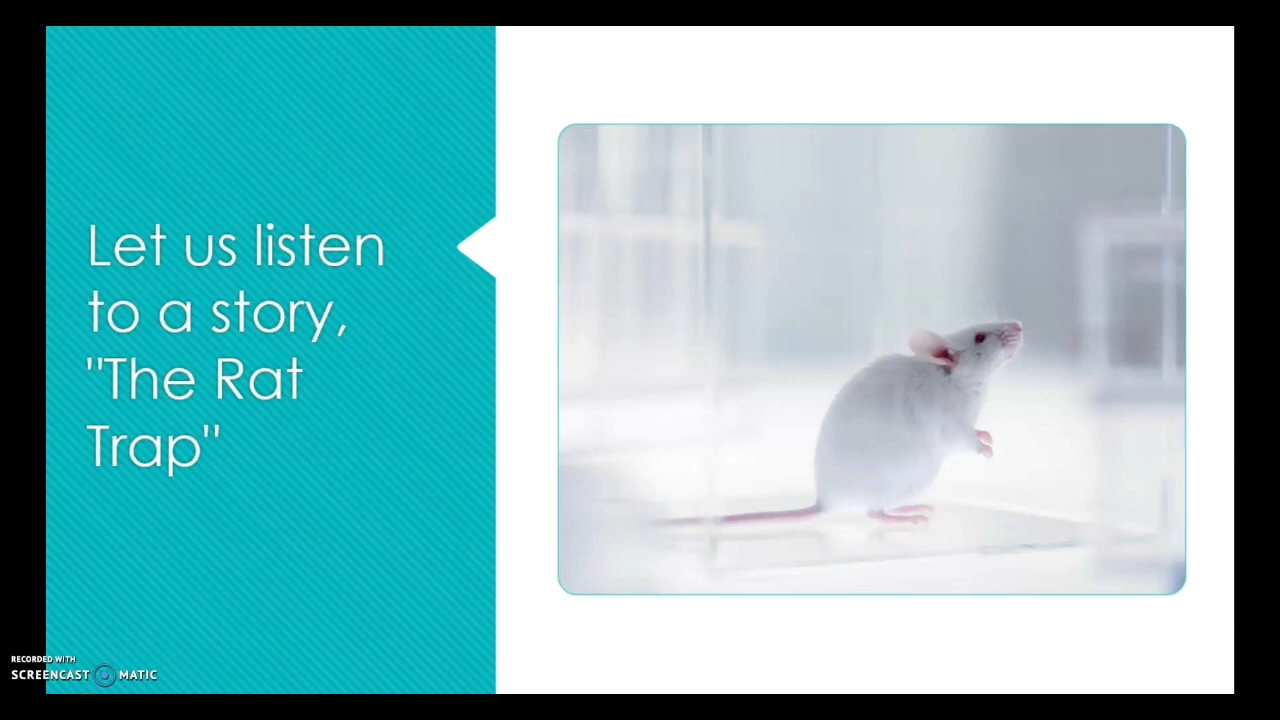 Let us listen
to a story,
"The Rat
Trap"
RECORDED WITH
SCREENCAST MATIC